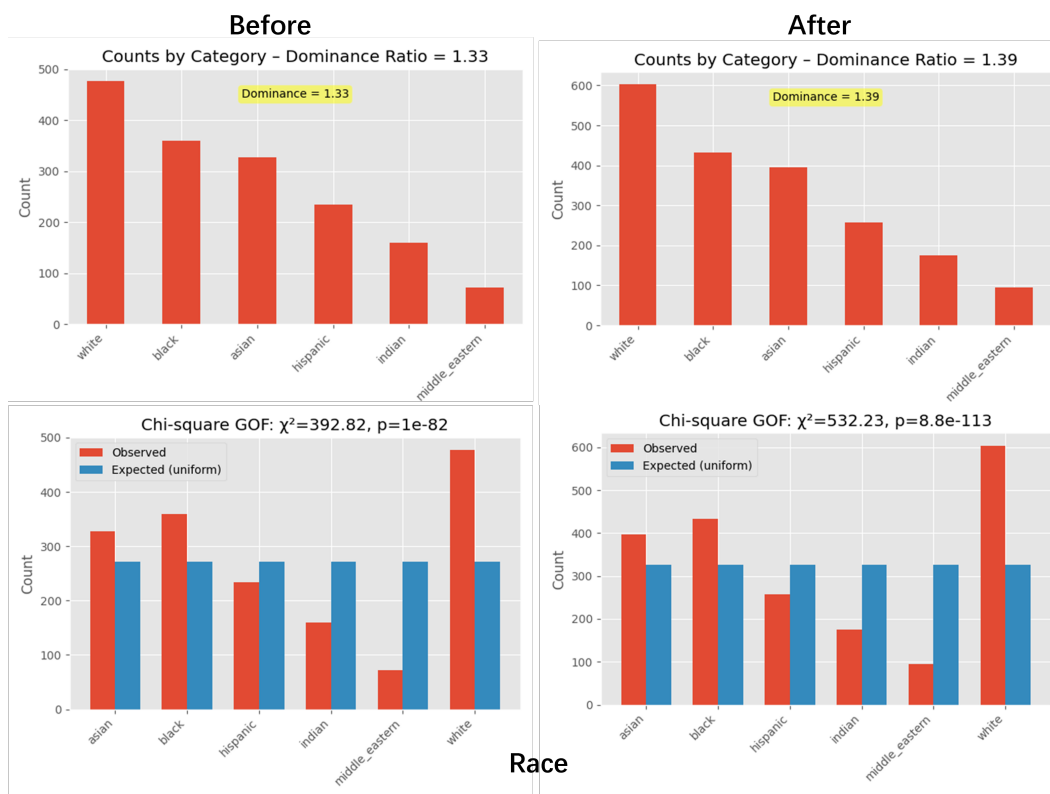 Before
After
Counts by Category – Dominance Ratio = 1.33
Dominance = 1.33
Count
500
400
300
200
100
0
white
black
asian
hispanic
indian
middle_eastern
Counts by Category – Dominance Ratio = 1.39
Dominance = 1.39
Count
600
500
400
300
200
100
0
white
black
asian
hispanic
indian
middle_eastern
Chi-square GOF: χ²=392.82, p=1e-82
Observed
Expected (uniform)
Count
500
400
300
200
100
0
asian
black
hispanic
indian
middle_eastern
white
Chi-square GOF: χ²=532.23, p=8.8e-113
Observed
Expected (uniform)
Count
600
500
400
300
200
100
0
asian
black
hispanic
indian
middle_eastern
white
Race